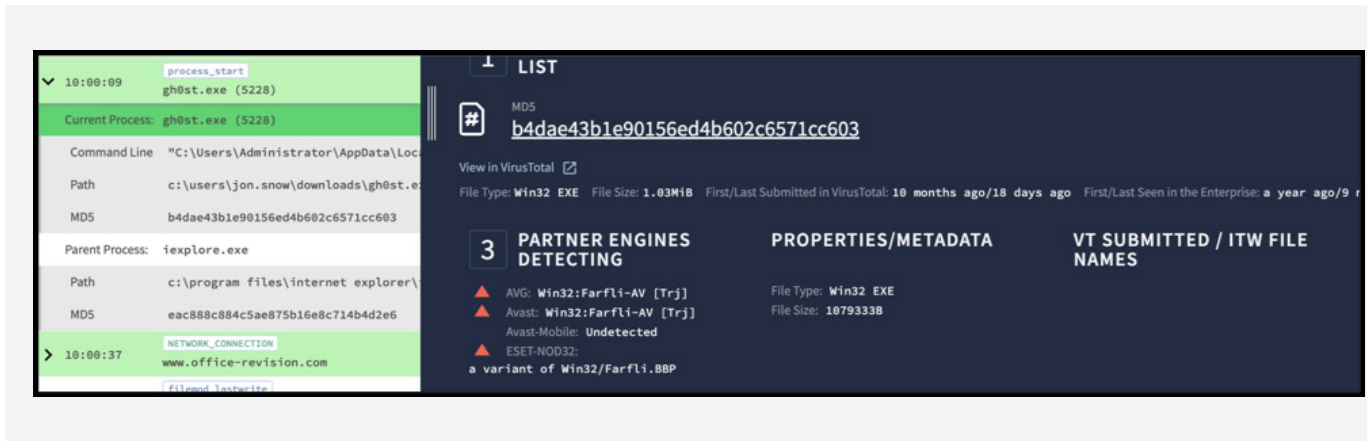 10:00:09
process_start
gh0st.exe (5228)
Current Process: gh0st.exe (5228)
Command Line "C:\Users\Administrator\AppData\Loc
Path c:\users\jon.snow\downloads\gh0st.e
MD5 b4dae43b1e90156ed4b602c6571cc603
Parent Process: iexplore.exe
Path c:\program files\internet explorer\
MD5 eac888c884c5ae875b16e8c714b4d2e6
10:00:37
NETWORK_CONNECTION
www.office-revision.com
filemod_lastwrite
1 LIST
#
MD5
b4dae43b1e90156ed4b602c6571cc603
View in VirusTotal
File Type: Win32 EXE File Size: 1.03MiB First/Last Submitted in VirusTotal: 10 months ago/18 days ago First/Last Seen in the Enterprise: a year ago/9
3 PARTNER ENGINES
DETECTING
AVG: Win32:Farfli-AV [Trj]
Avast: Win32:Farfli-AV [Trj]
Avast-Mobile: Undetected
ESET-NOD32:
a variant of Win32/Farfli.BBP
PROPERTIES/METADATA
File Type: Win32 EXE
File Size: 1079333B
VT SUBMITTED / ITW FILE
NAMES